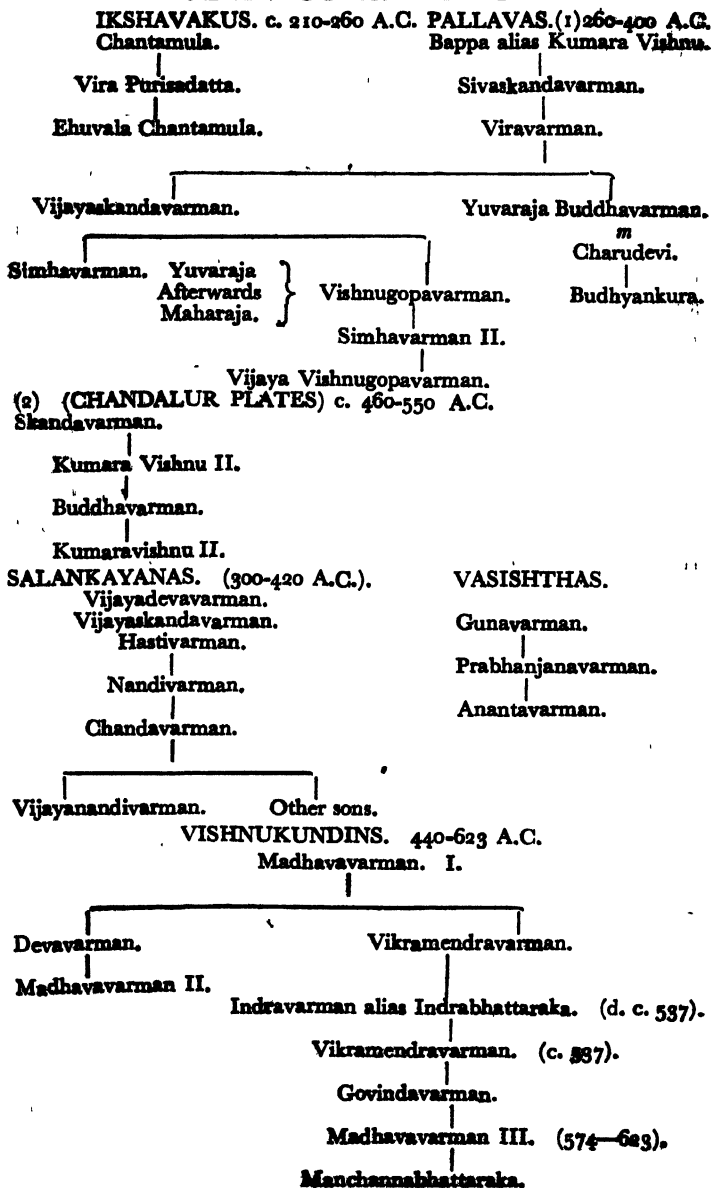 IKSHAVAKUS. c. 210-260 A.C. PALLAVAS.(1)260-400 A.C.
Chantamula. Bappa alias Kumara Vishnu.
Vira Purisadatta. Sivaskandavarman.
Ehuvala Chantamula. Viravarman.
Vijayaskandavarman. Yuvaraja Buddhavarman.
m
Charudevi.
Simhavarman. Yuvaraja
Afterwards } Vishnugopavarman. Budhyankura.
Maharaja.
Simhavarman II.
Vijaya Vishnugopavarman.
(2) (CHANDALUR PLATES) c. 460-550 A.C.
Skandavarman.
Kumara Vishnu II.
Buddhavarman.
Kumaravishnu II.
SALANKAYANAS. (300-420 A.C.). VASISHTHAS.
Vijayadevavarman.
Vijayaskandavarman. Gunavarman.
Hastivarman.
Prabhanjanavarman.
Nandivarman.
Anantavarman.
Chandavarman.
Vijayanandivarman. Other sons.
VISHNUKUNDINS. 440-623 A.C.
Madhavavarman. I.
Devavarman. Vikramendravarman.
Madhavavarman II.
Indravarman alias Indrabhattaraka. (d. c. 537).
Vikramendravarman. (c. 537).
Govindavarman.
Madhavavarman III. (574—623).
Manchannabhattaraka.